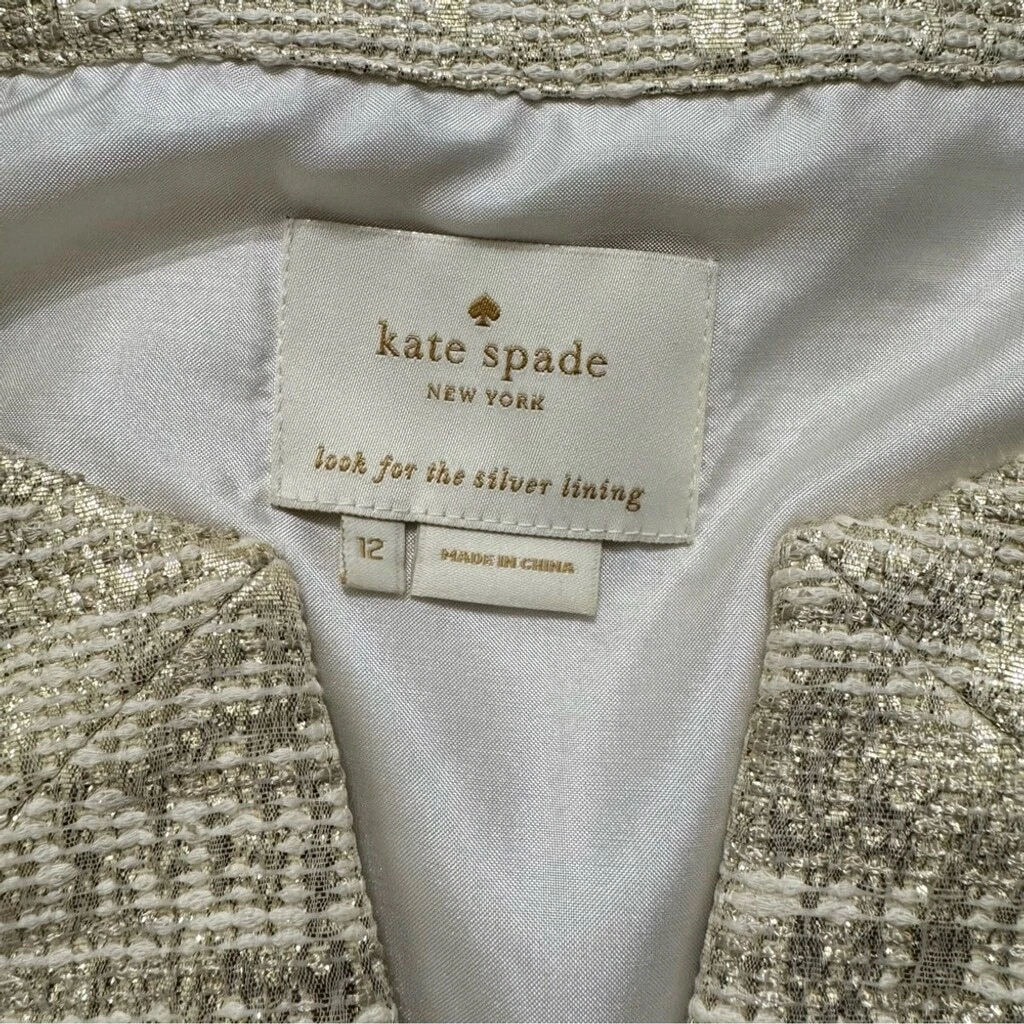 kate spade
NEW YORK
look for the silver lining
12
MADE IN CHINA